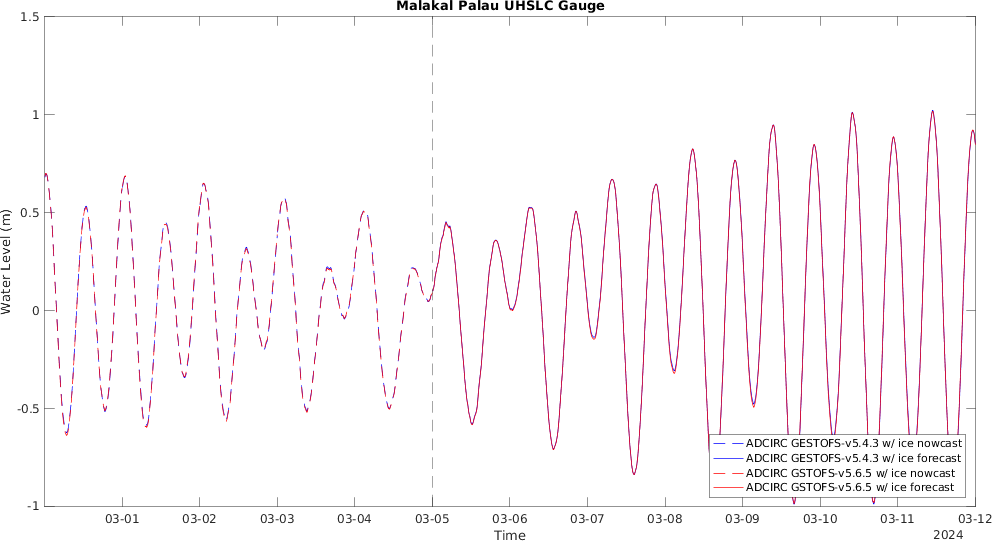 Malakal Palau UHSLC Gauge
1.5
1
0.5
0
-0.5
-1
Water Level (m)
ADCIRC GESTOFS-v5.4.3 w/ ice nowcast
ADCIRC GESTOFS-v5.4.3 w/ ice forecast
ADCIRC GSTOFS-v5.6.5 w/ ice nowcast
ADCIRC GSTOFS-v5.6.5 w/ ice forecast
03-01 03-02 03-03 03-04 03-05 03-06 03-07 03-08 03-09 03-10 03-11 03-12
Time
2024